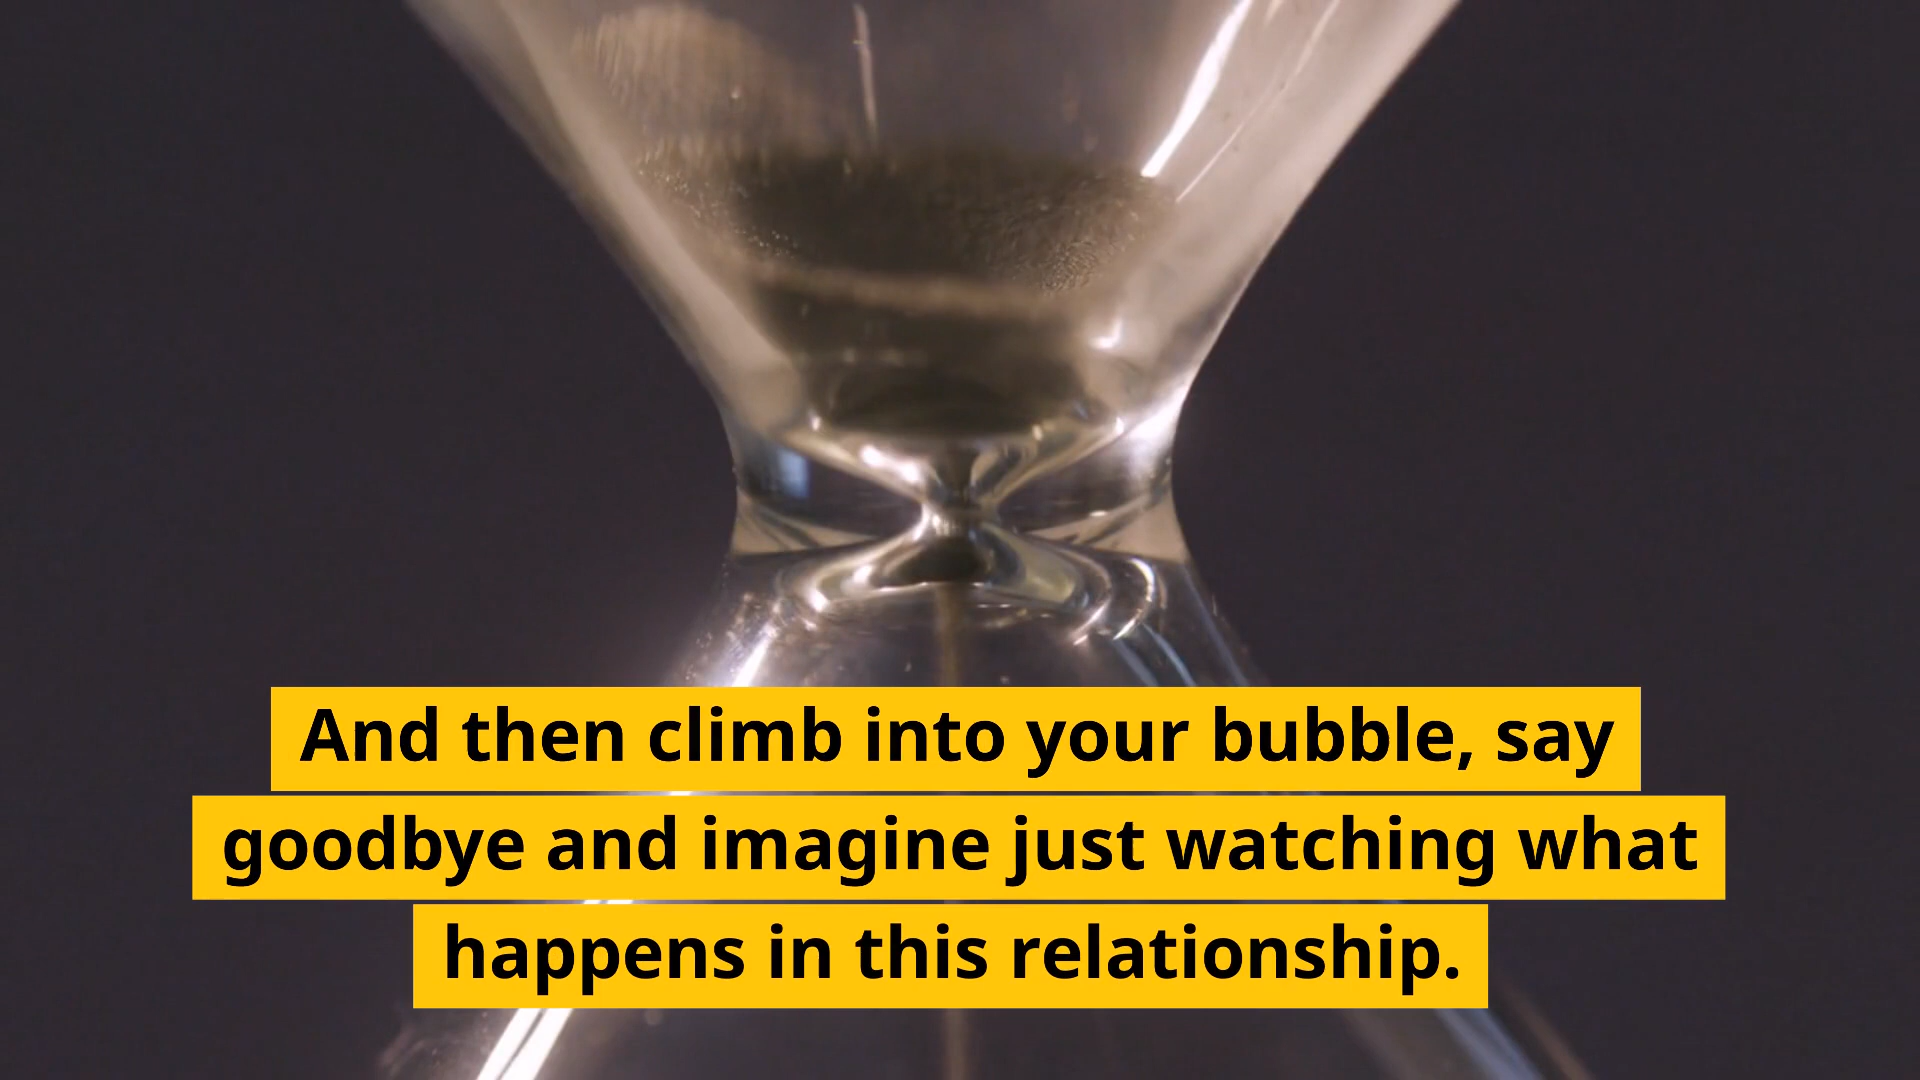 And then climb into your bubble, say
goodbye and imagine just watching what
happens in this relationship.